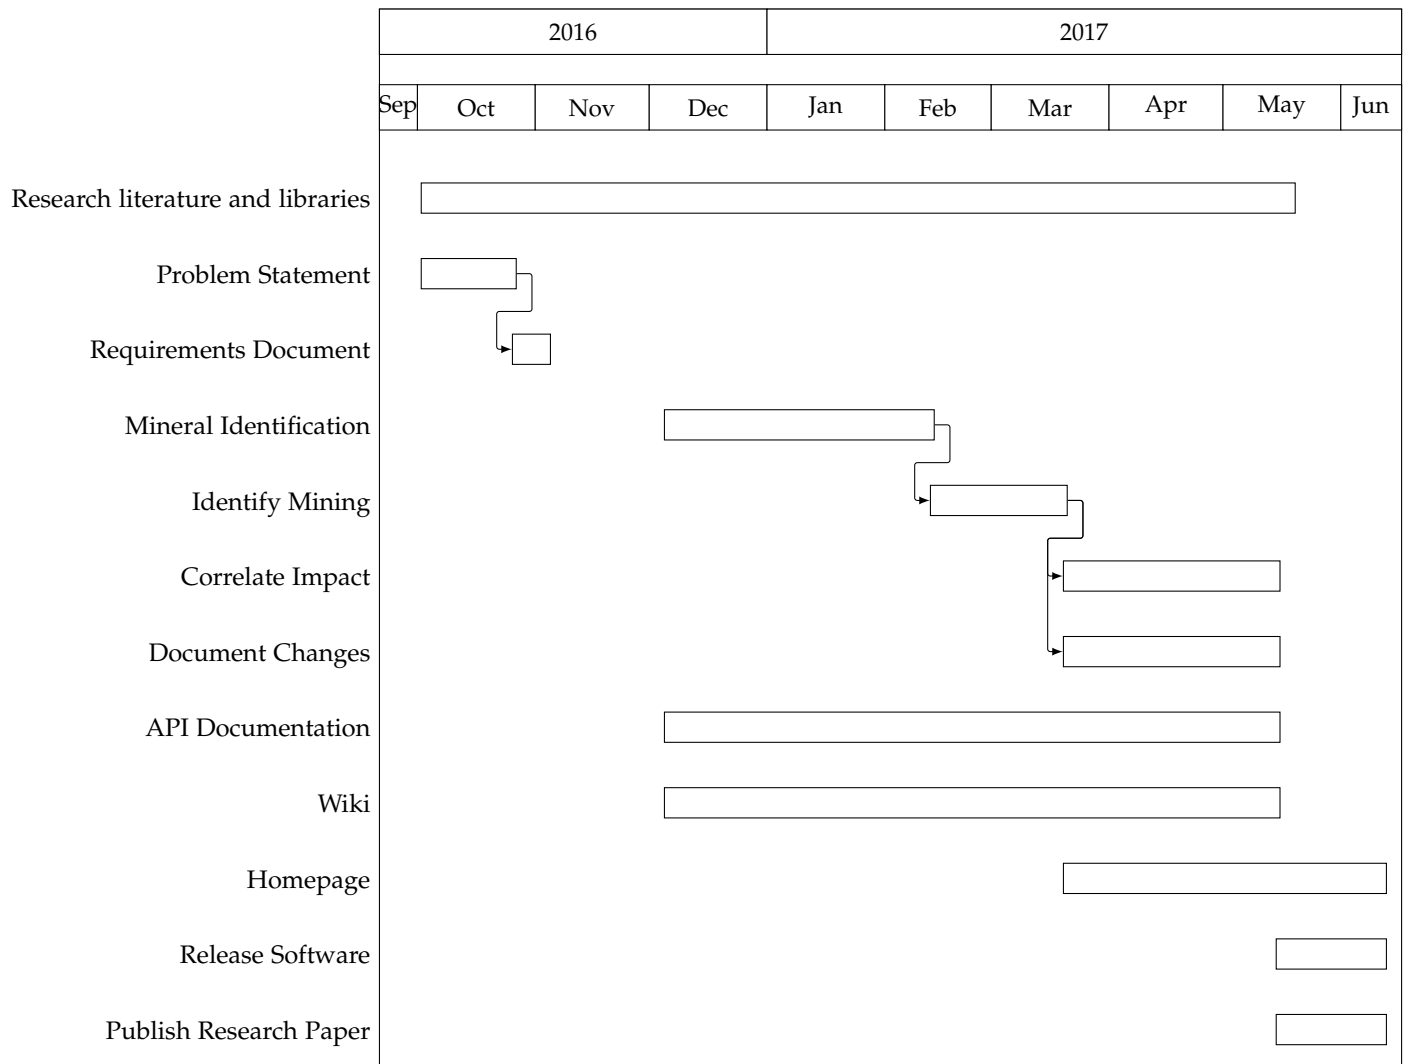 2016 2017
Sep Oct Nov Dec Jan Feb Mar Apr May Jun
Research literature and libraries
Problem Statement
Requirements Document
Mineral Identification
Identify Mining
Correlate Impact
Document Changes
API Documentation
Wiki
Homepage
Release Software
Publish Research Paper